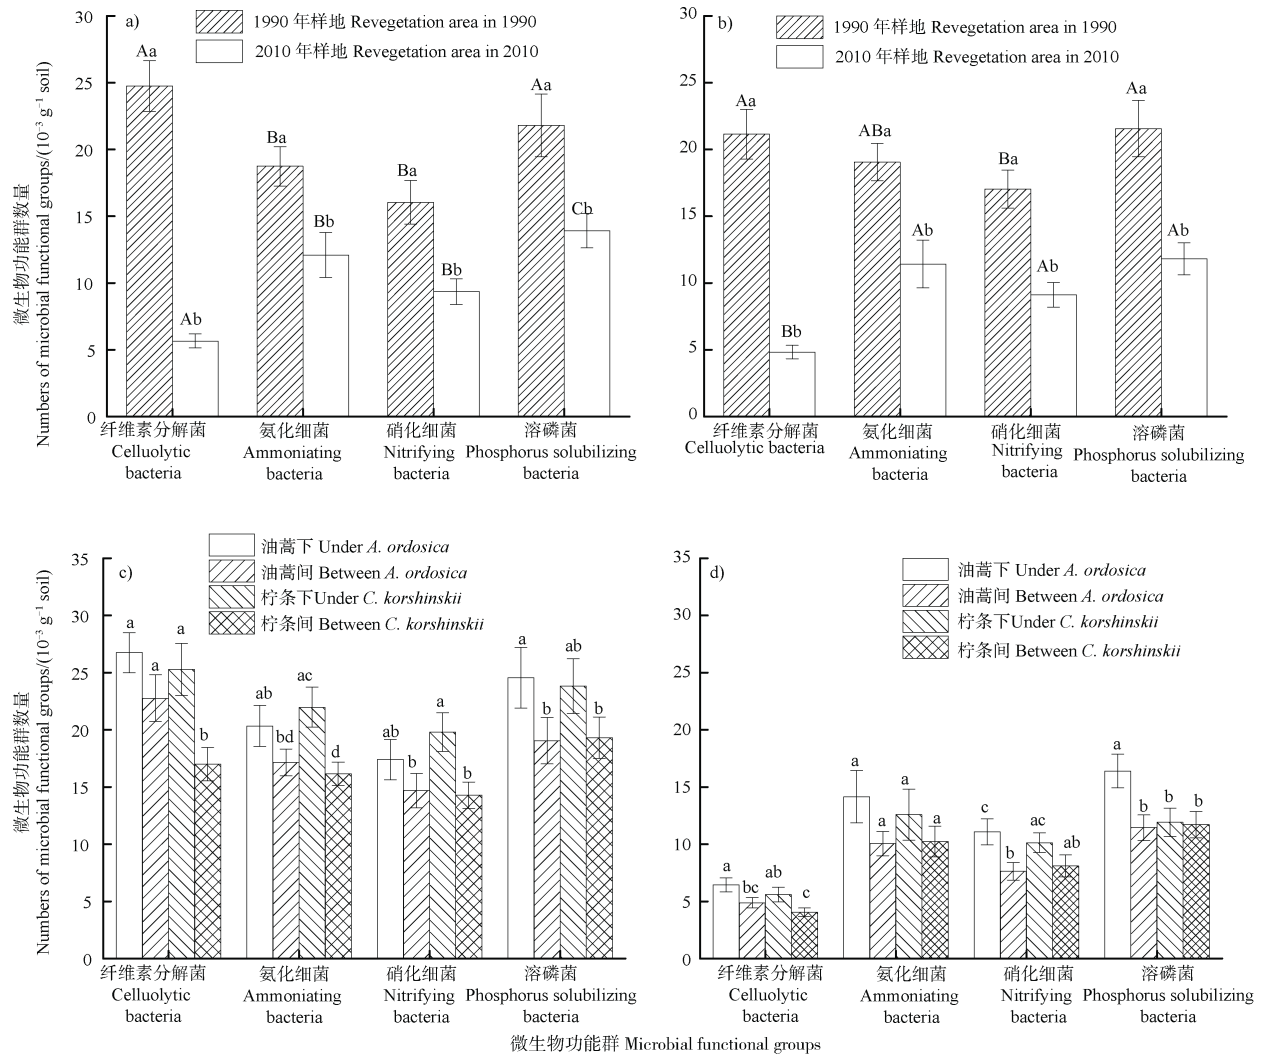 a)
1990 年样地 Revegetation area in 1990
2010 年样地 Revegetation area in 2010
30
25
20
15
10
5
0
Aa
Ab
Ba
Bb
Ba
Bb
Aa
Cb
纤维素分解菌
Celluolytic
bacteria
氨化细菌
Ammoniating
bacteria
硝化细菌
Nitrifying
bacteria
溶磷菌
Phosphorus solubilizing
bacteria
微生物功能群数量
Numbers of microbial functional groups/(10⁻³ g⁻¹ soil)
b)
1990 年样地 Revegetation area in 1990
2010 年样地 Revegetation area in 2010
30
25
20
15
10
5
0
Aa
Bb
ABa
Ab
Ba
Ab
Aa
Ab
纤维素分解菌
Celluolytic bacteria
氨化细菌
Ammoniating
bacteria
硝化细菌
Nitrifying
bacteria
溶磷菌
Phosphorus solubilizing
bacteria
c)
油蒿下 Under A. ordosica
油蒿间 Between A. ordosica
柠条下Under C. korshinskii
柠条间 Between C. korshinskii
35
30
25
20
15
10
5
0
a
a
a
b
ab
bd
ac
d
ab
b
a
b
a
b
ab
b
纤维素分解菌
Celluolytic
bacteria
氨化细菌
Ammoniating
bacteria
硝化细菌
Nitrifying
bacteria
溶磷菌
Phosphorus solubilizing
bacteria
微生物功能群数量
Numbers of microbial functional groups/(10⁻³ g⁻¹ soil)
d)
油蒿下 Under A. ordosica
油蒿间 Between A. ordosica
柠条下Under C. korshinskii
柠条间 Between C. korshinskii
35
30
25
20
15
10
5
0
a
bc
ab
c
a
a
a
a
c
b
ac
ab
a
b
b
b
纤维素分解菌
Celluolytic
bacteria
氨化细菌
Ammoniating
bacteria
硝化细菌
Nitrifying
bacteria
溶磷菌
Phosphorus solubilizing
bacteria
微生物功能群 Microbial functional groups